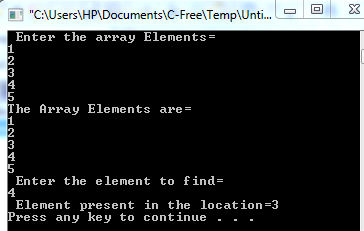 "C:\Users\HP\Documents\C-Free\Temp\Unti...
Enter the array Elements=
1
2
3
4
5
The Array Elements are=
1
2
3
4
5
Enter the element to find=
4
Element present in the location=3
Press any key to continue . . .